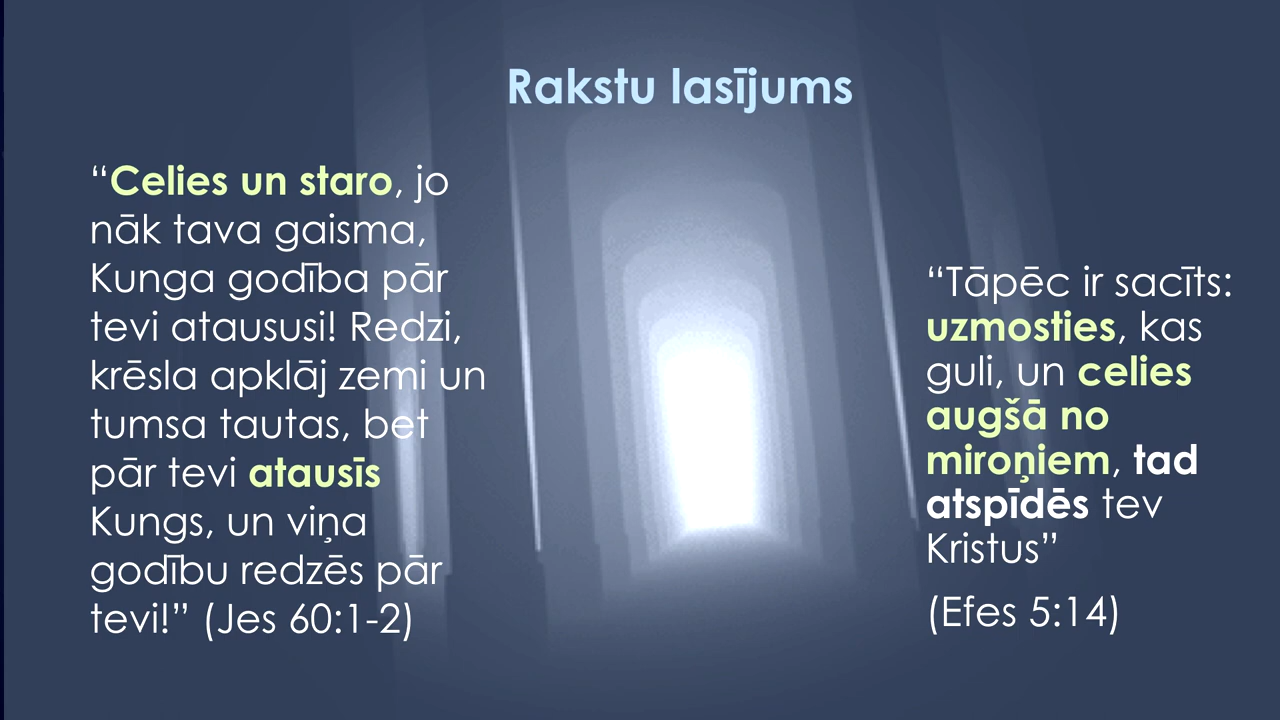 Rakstu lasījums
“Celies un staro, jo
nāk tava gaisma,
Kunga godība pār
tevi ataususi! Redzi,
krēsla apklāj zemi un
tumsa tautas, bet
pār tevi atausīs
Kungs, un viņa
godību redzēs pār
tevi!” (Jes 60:1-2)
“Tāpēc ir sacīts:
uzmosties, kas
guli, un celies
augšā no
miroņiem, tad
atspīdēs tev
Kristus”
(Efes 5:14)